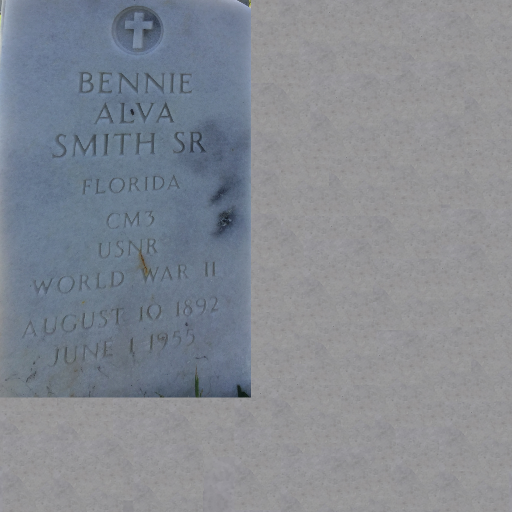 BENNIE
ALVA
SMITH SR
FLORIDA
CM3
USNR
WORLD WAR II
AUGUST 10 1892
JUNE 1 1955